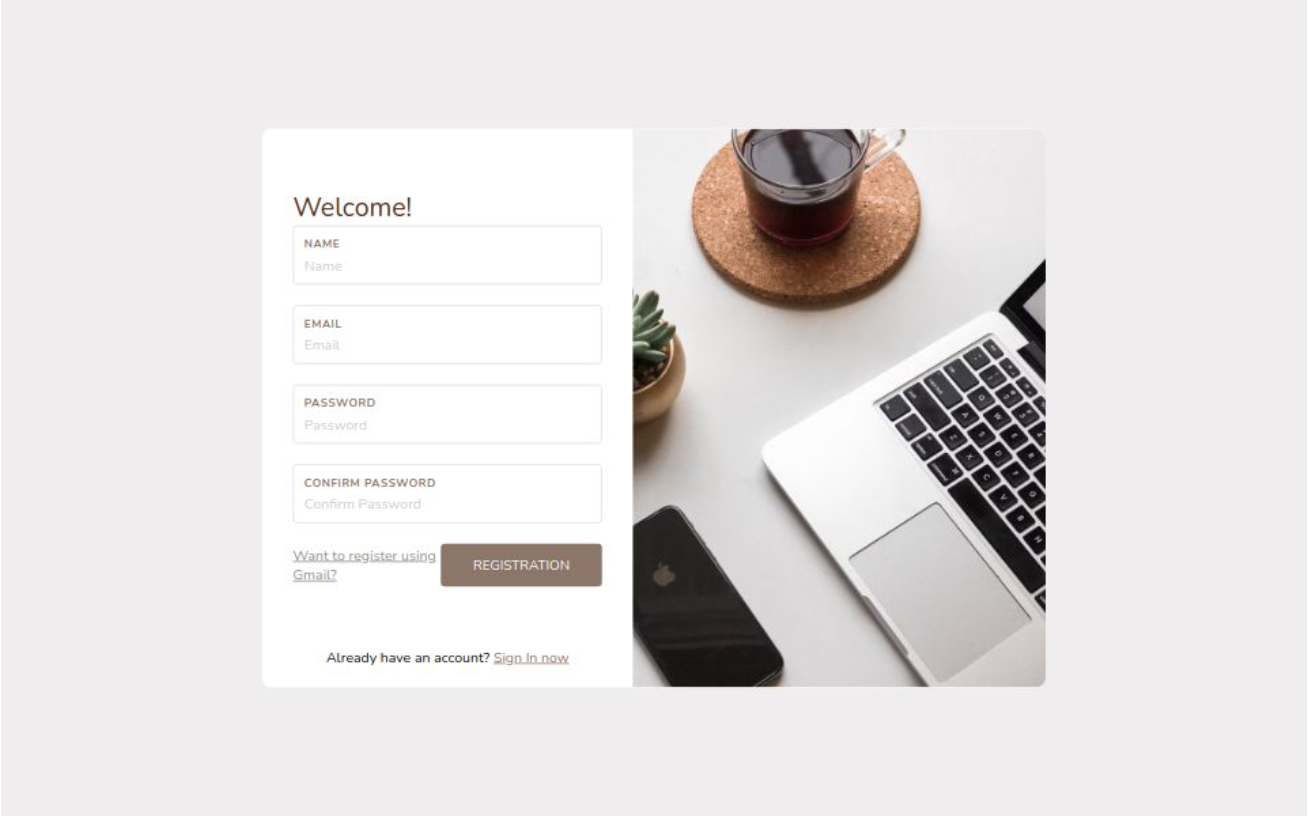 Welcome!
NAME
Name
EMAIL
Email
PASSWORD
Password
CONFIRM PASSWORD
Confirm Password
Want to register using
Gmail?
REGISTRATION
Already have an account? Sign In now